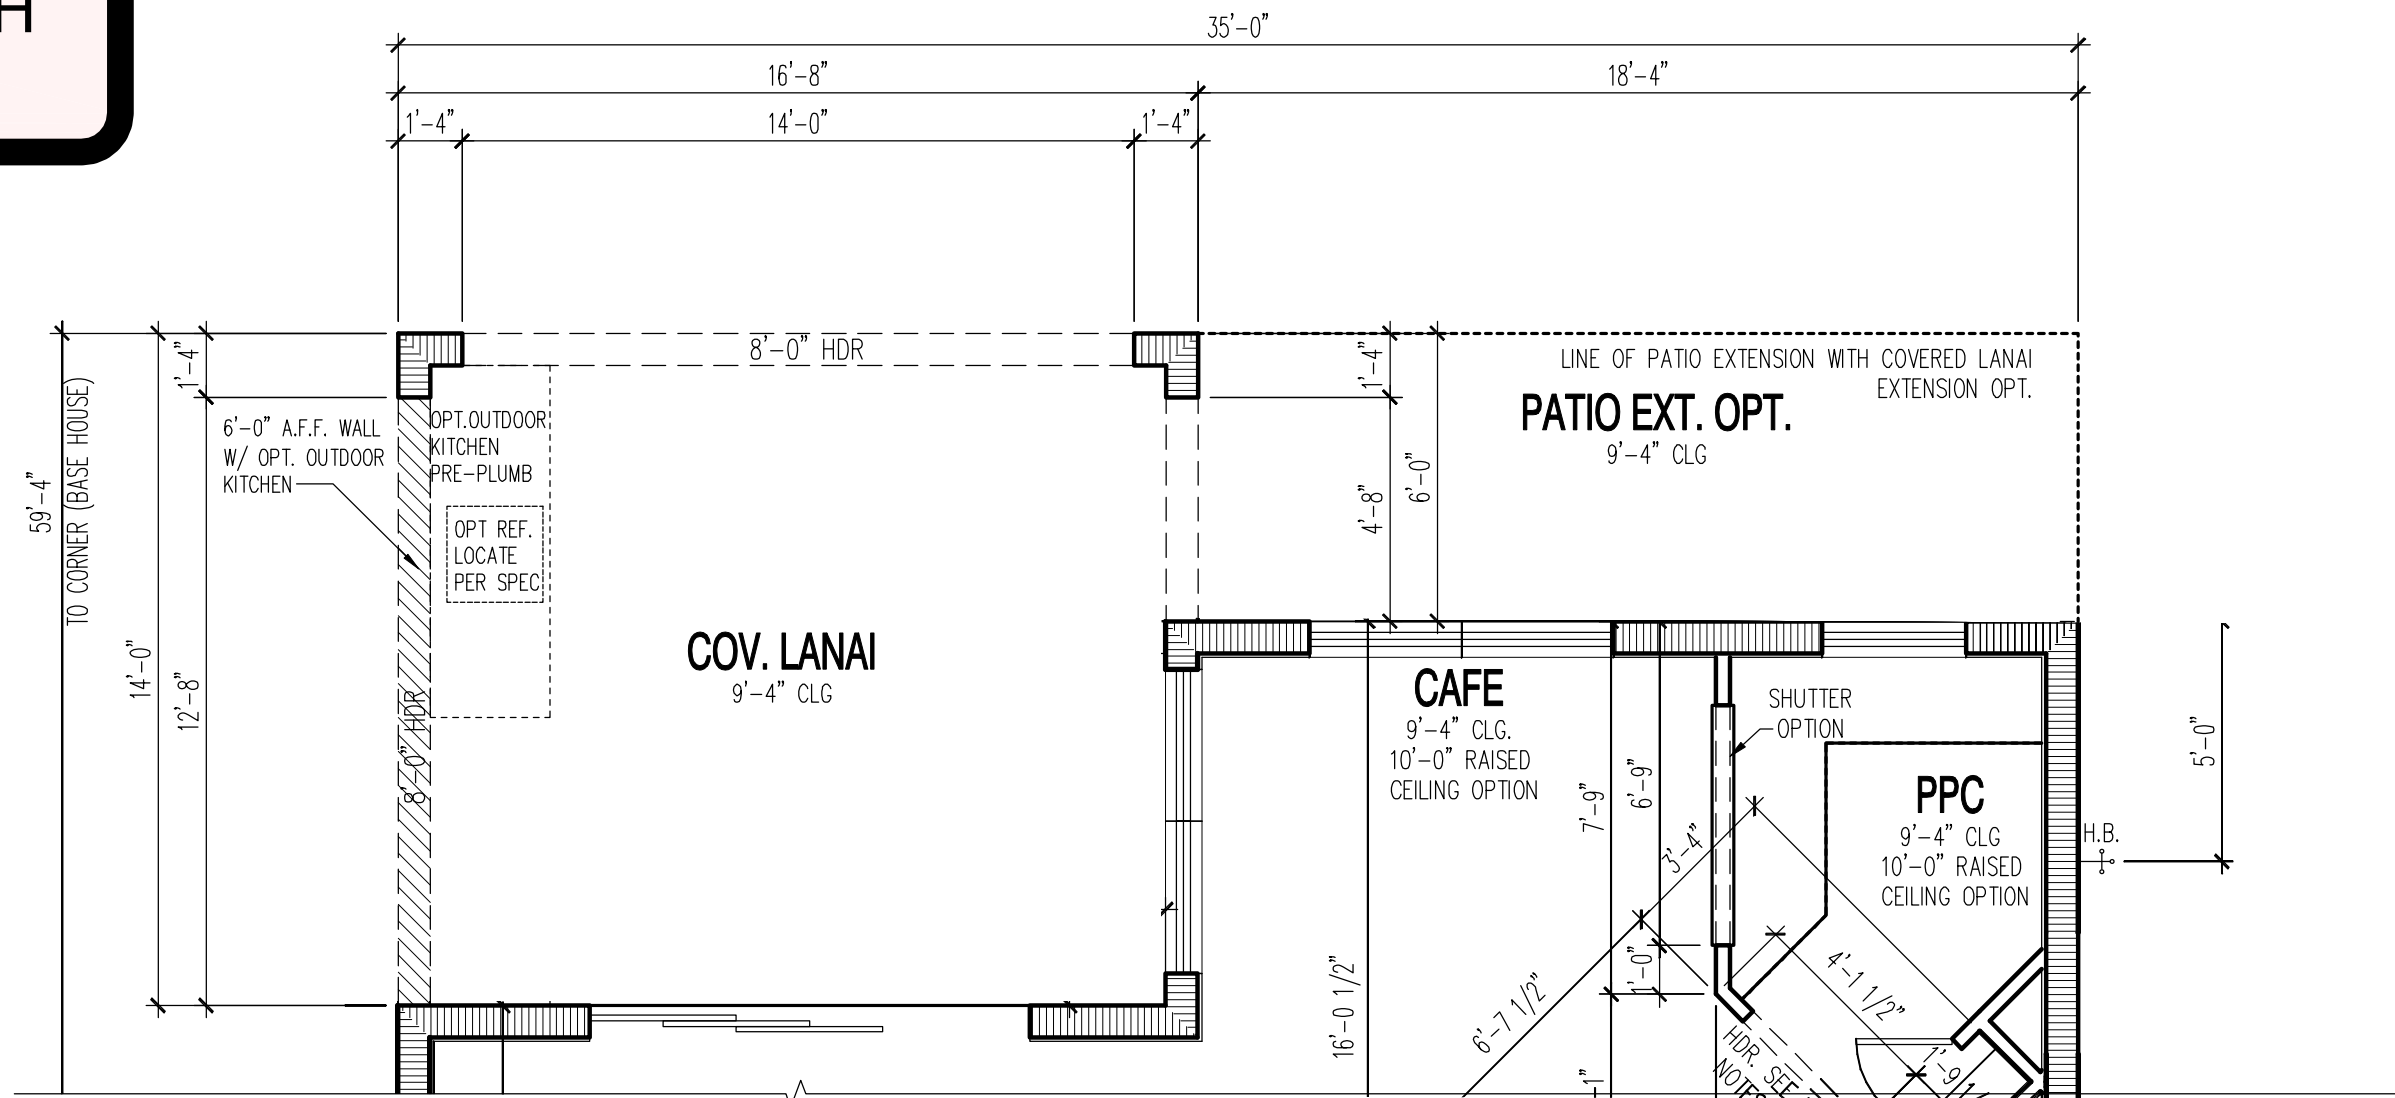 H
35'-0"
16'-8"
18'-4"
1'-4"
14'-0"
1'-4"
8'-0" HDR
1'-4"
1'-4"
LINE OF PATIO EXTENSION WITH COVERED LANAI
EXTENSION OPT.
PATIO EXT. OPT.
9'-4" CLG
6'-0" A.F.F. WALL
W/ OPT. OUTDOOR
KITCHEN
OPT.OUTDOOR
KITCHEN
PRE-PLUMB
OPT REF.
LOCATE
PER SPEC
59'-4"
TO CORNER (BASE HOUSE)
4'-8"
6'-0"
14'-0"
12'-8"
8'-0" HDR
COV. LANAI
9'-4" CLG
CAFE
9'-4" CLG.
10'-0" RAISED
CEILING OPTION
SHUTTER
OPTION
5'-0"
7'-9"
6'-9"
PPC
9'-4" CLG
10'-0" RAISED
CEILING OPTION
H.B.
3'-4"
1'-0"
16'-0 1/2"
6'-7 1/2"
4'-1 1/2"
HDR. SEE